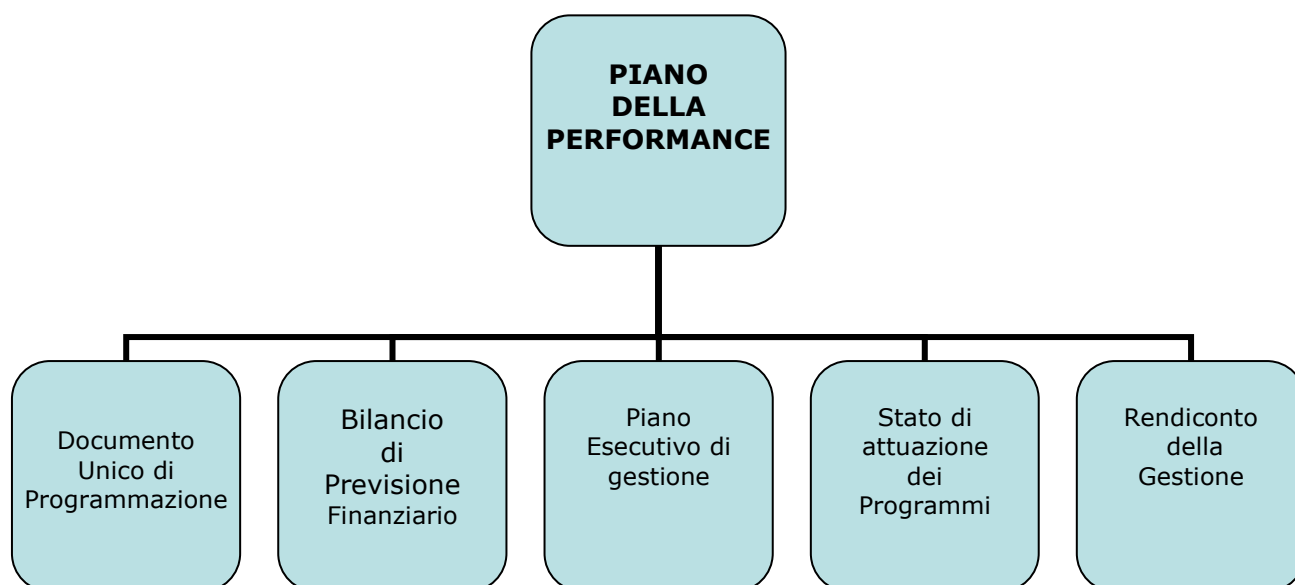 PIANO
DELLA
PERFORMANCE
Documento
Unico di
Programmazione
Bilancio
di
Previsione
Finanziario
Piano
Esecutivo di
gestione
Stato di
attuazione
dei
Programmi
Rendiconto
della
Gestione